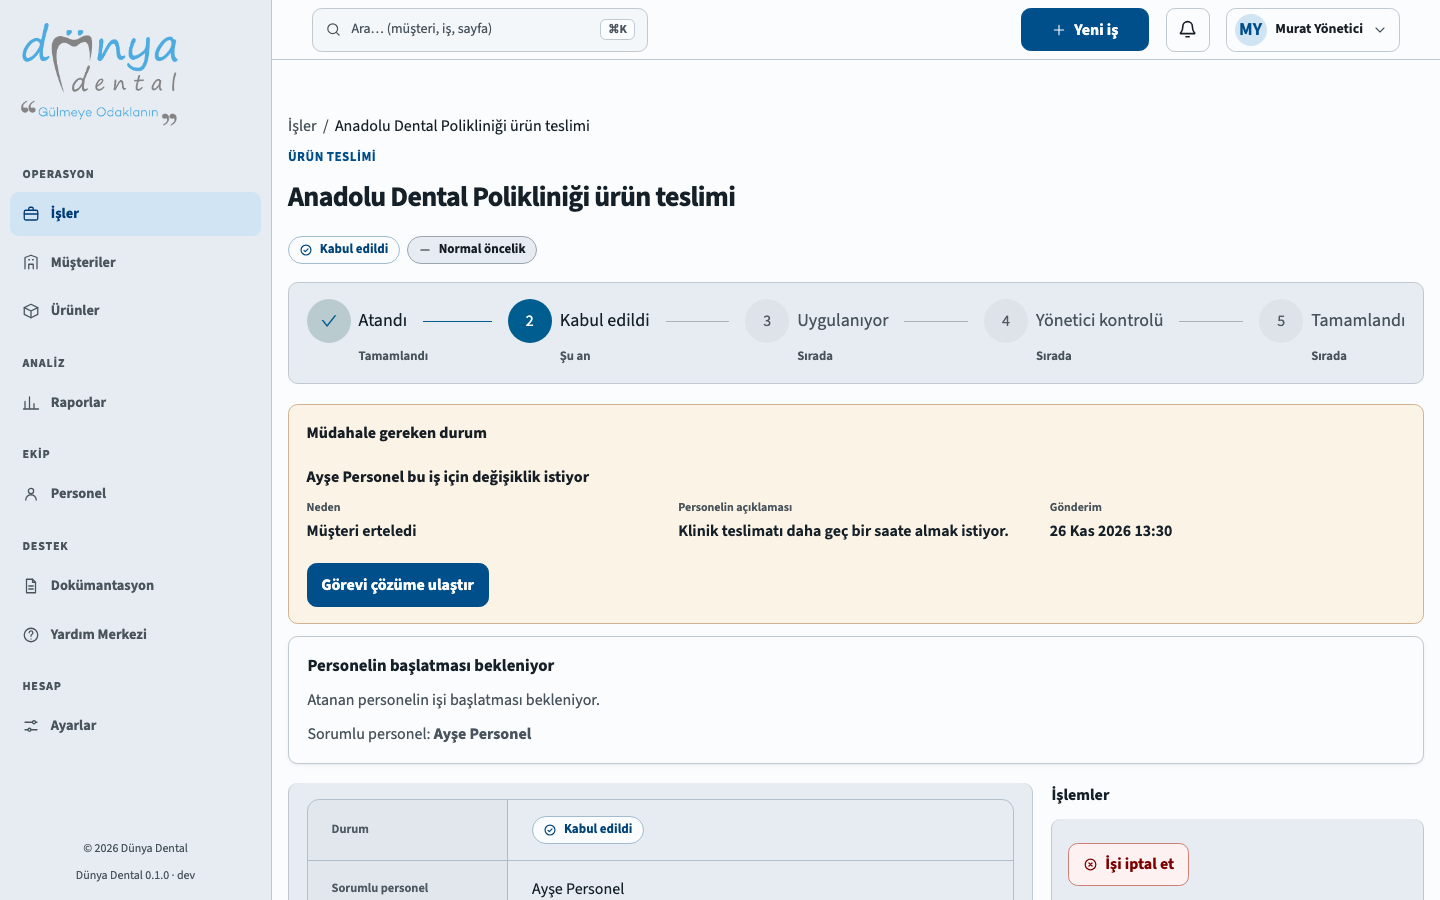 dünya
dental
“Gülmeye Odaklanın”
OPERASYON
İşler
Müşteriler
Ürünler
ANALİZ
Raporlar
EKİP
Personel
DESTEK
Dokümantasyon
Yardım Merkezi
HESAP
Ayarlar
© 2026 Dünya Dental
Dünya Dental 0.1.0 · dev
Ara… (müşteri, iş, sayfa)
⌘K
Yeni iş
MY
Murat Yönetici
İşler / Anadolu Dental Polikliniği ürün teslimi
ÜRÜN TESLİMİ
Anadolu Dental Polikliniği ürün teslimi
Kabul edildi
Normal öncelik
Atandı
Tamamlandı
2
Kabul edildi
Şu an
3
Uygulanıyor
Sırada
4
Yönetici kontrolü
Sırada
5
Tamamlandı
Sırada
Müdahale gereken durum
Ayşe Personel bu iş için değişiklik istiyor
Neden
Müşteri erteledi
Personelin açıklaması
Klinik teslimatı daha geç bir saate almak istiyor.
Gönderim
26 Kas 2026 13:30
Görevi çözüme ulaştır
Personelin başlatması bekleniyor
Atanan personelin işi başlatması bekleniyor.
Sorumlu personel: Ayşe Personel
Durum
Kabul edildi
Sorumlu personel
Ayşe Personel
İşlemler
İşi iptal et